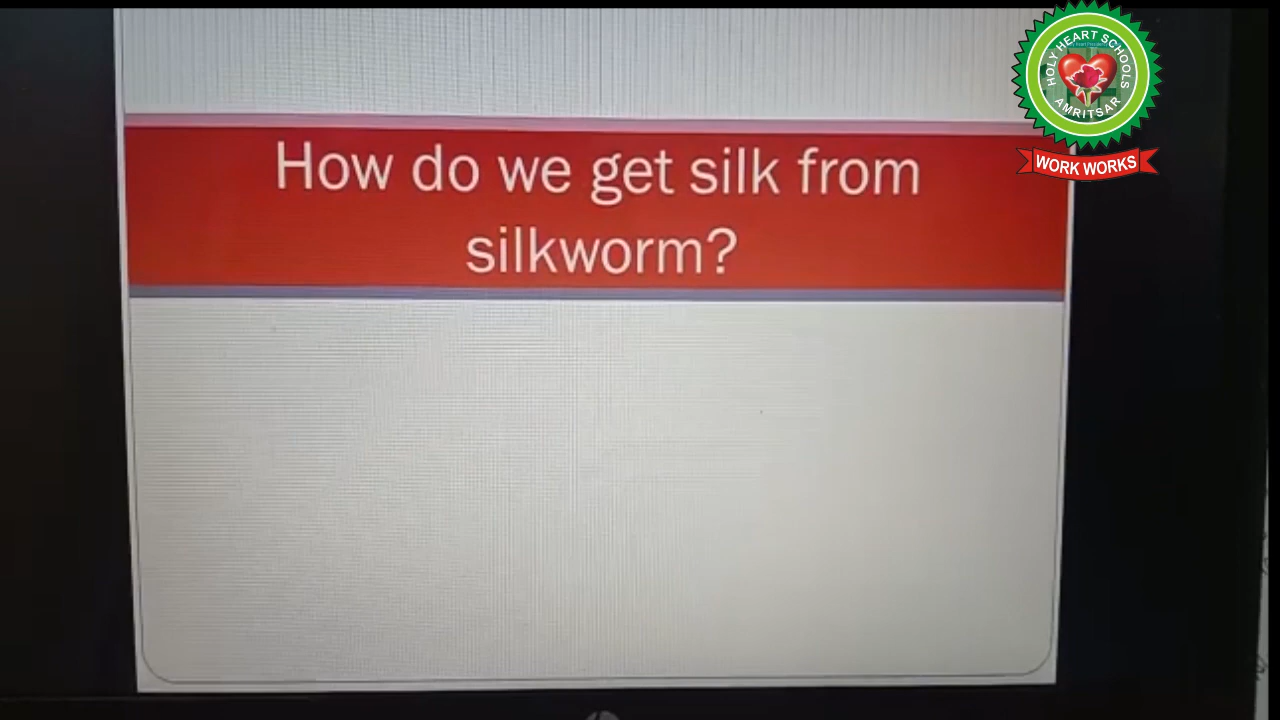 How do we get silk from
silkworm?
HOLY HEART SCHOOLS
AMRITSAR
WORK WORKS